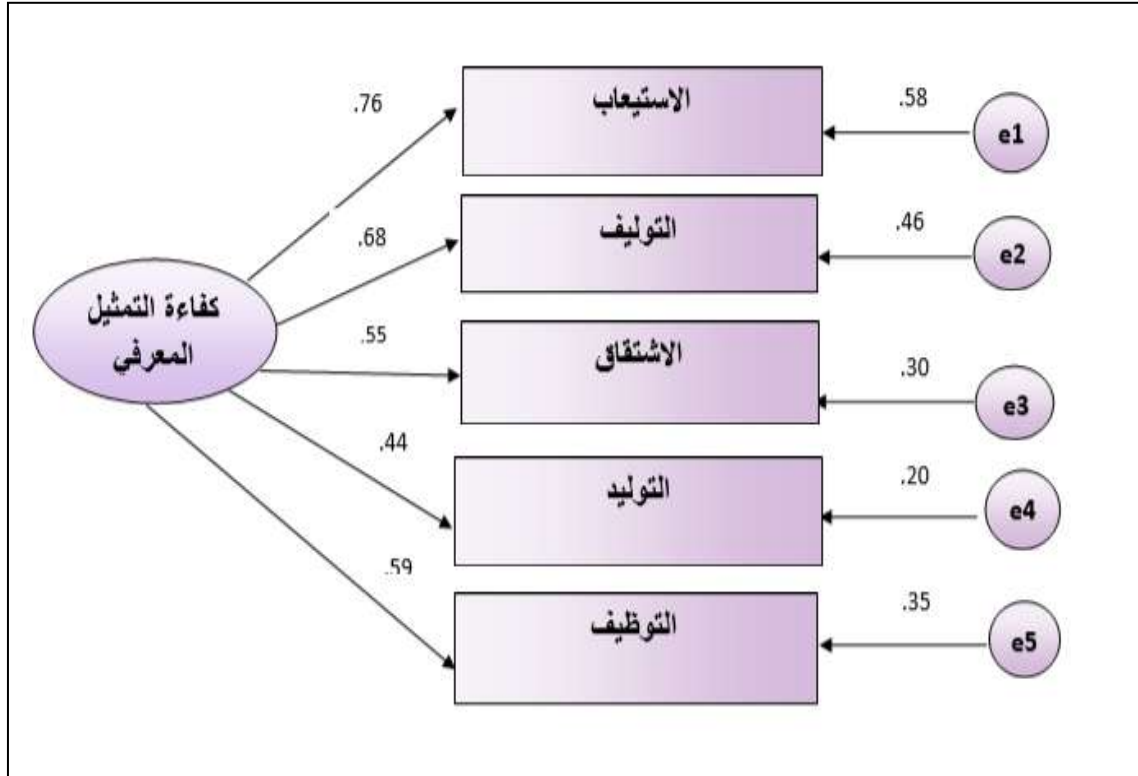 الاستيعاب
.76
.58
e1
التوليف
.68
.46
e2
كفاءة التمثيل
المعرفي
الاشتقاق
.55
.30
e3
التوليد
.44
.20
e4
التوظيف
.59
.35
e5